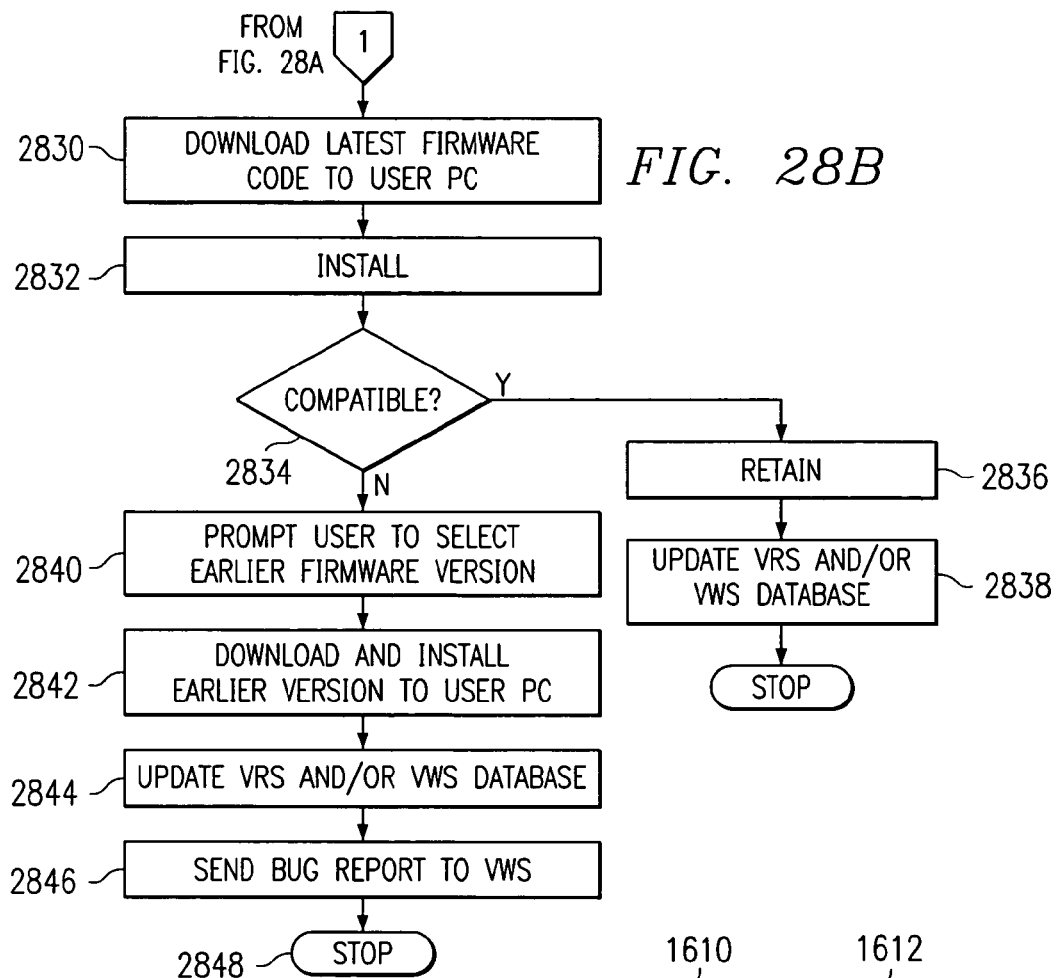 FROM
FIG. 28A
1
2830
DOWNLOAD LATEST FIRMWARE
CODE TO USER PC
FIG. 28B
2832
INSTALL
COMPATIBLE?
Y
2834
N
RETAIN
2836
UPDATE VRS AND/OR
VWS DATABASE
2838
STOP
2840
PROMPT USER TO SELECT
EARLIER FIRMWARE VERSION
2842
DOWNLOAD AND INSTALL
EARLIER VERSION TO USER PC
2844
UPDATE VRS AND/OR VWS DATABASE
2846
SEND BUG REPORT TO VWS
2848
STOP
1610
1612